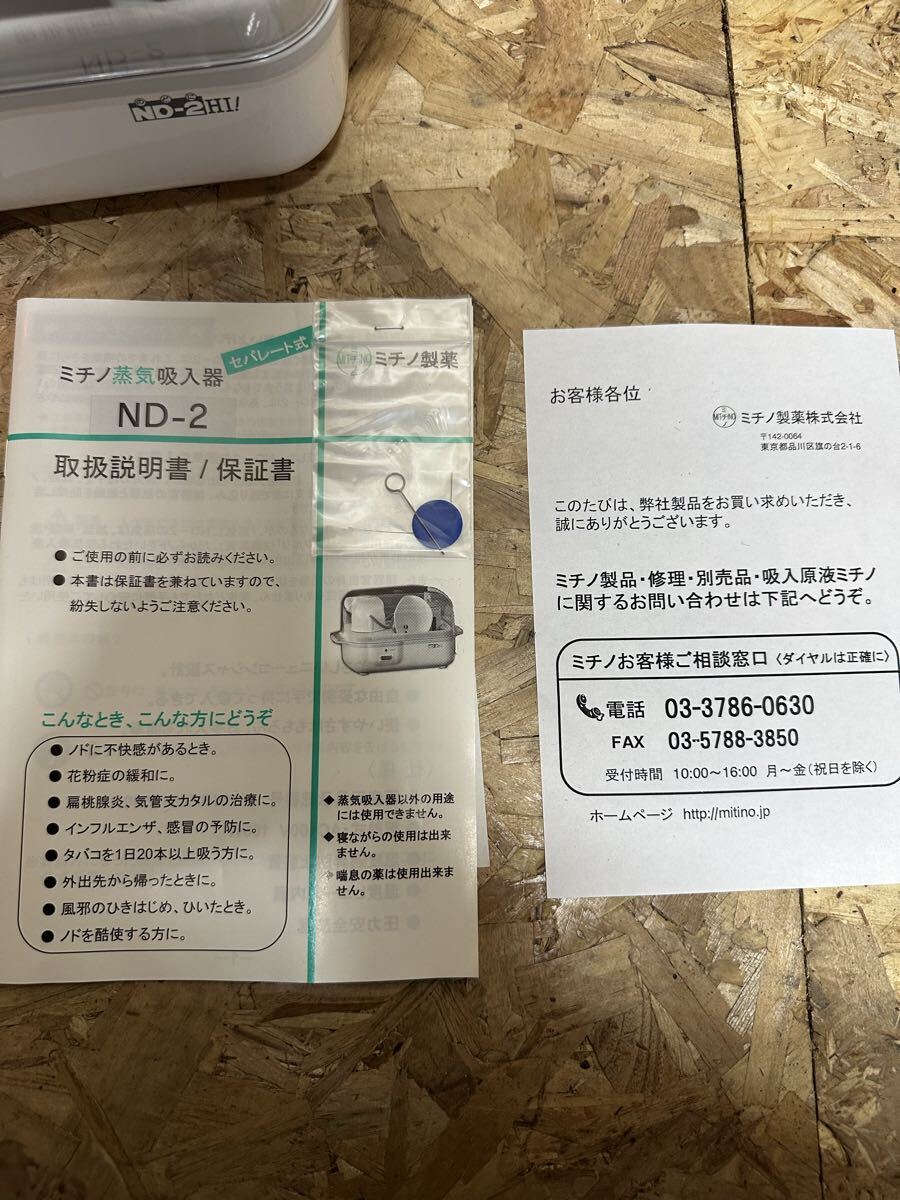 ND-2HI!
セパレート式
ミチノ製薬
ミチノ蒸気吸入器
ND-2
取扱説明書/保証書
● ご使用の前に必ずお読みください。
● 本書は保証書を兼ねていますので、
紛失しないようご注意ください。
こんなとき、こんな方にどうぞ
● ノドに不快感があるとき。
● 花粉症の緩和に。
● 扁桃腺炎、気管支カタルの治療に。
● インフルエンザ、感冒の予防に。
● タバコを1日20本以上吸う方に。
● 外出先から帰ったときに。
● 風邪のひきはじめ、ひいたとき。
● ノドを酷使する方に。
◆ 蒸気吸入器以外の用途
には使用できません。
◆ 寝ながらの使用は出来
ません。
◆ 喘息の薬は使用出来ま
せん。
お客様各位
ミチノ製薬株式会社
〒142-0064
東京都品川区旗の台2-1-6
このたびは、弊社製品をお買い求めいただき、
誠にありがとうございます。
ミチノ製品・修理・別売品・吸入原液ミチノ
に関するお問い合わせは下記へどうぞ。
ミチノお客様ご相談窓口〈ダイヤルは正確に〉
電話 03-3786-0630
FAX 03-5788-3850
受付時間 10:00～16:00 月～金(祝日を除く)
ホームページ http://mitino.jp